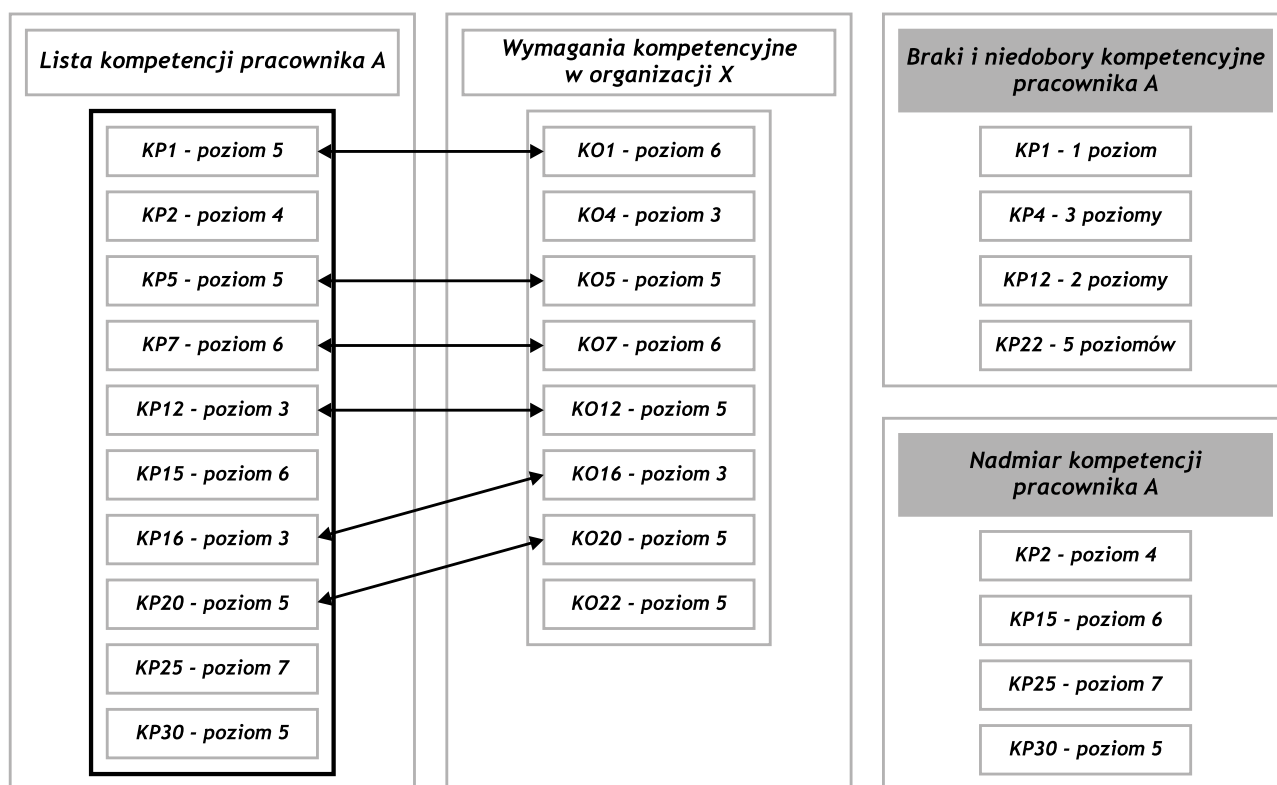 Lista kompetencji pracownika A
KP1 - poziom 5
KP2 - poziom 4
KP5 - poziom 5
KP7 - poziom 6
KP12 - poziom 3
KP15 - poziom 6
KP16 - poziom 3
KP20 - poziom 5
KP25 - poziom 7
KP30 - poziom 5
Wymagania kompetencyjne
w organizacji X
KO1 - poziom 6
KO4 - poziom 3
KO5 - poziom 5
KO7 - poziom 6
KO12 - poziom 5
KO16 - poziom 3
KO20 - poziom 5
KO22 - poziom 5
Braki i niedobory kompetencyjne
pracownika A
KP1 - 1 poziom
KP4 - 3 poziomy
KP12 - 2 poziomy
KP22 - 5 poziomów
Nadmiar kompetencji
pracownika A
KP2 - poziom 4
KP15 - poziom 6
KP25 - poziom 7
KP30 - poziom 5